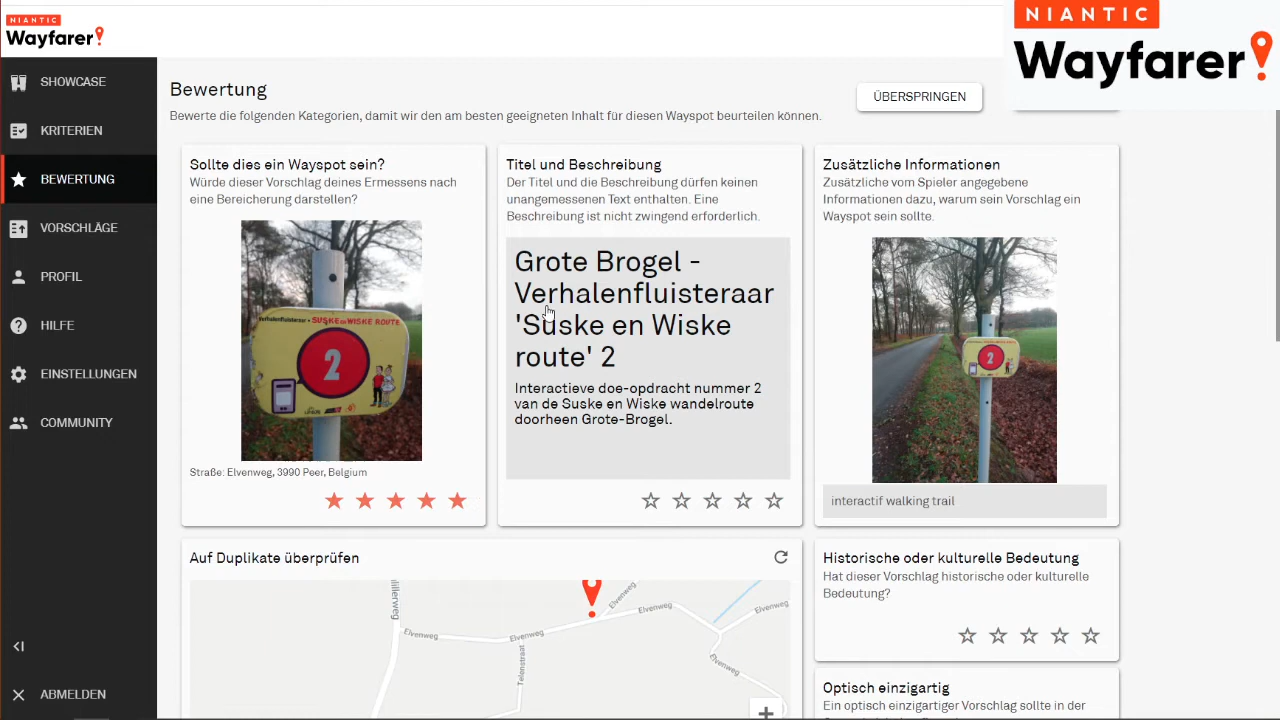 NIANTIC
Wayfarer
NIANTIC
Wayfarer
SHOWCASE
KRITERIEN
BEWERTUNG
VORSCHLÄGE
PROFIL
HILFE
EINSTELLUNGEN
COMMUNITY
ABMELDEN
Bewertung
ÜBERSPRINGEN
Bewerte die folgenden Kategorien, damit wir den am besten geeigneten Inhalt für diesen Wayspot beurteilen können.
Sollte dies ein Wayspot sein?
Würde dieser Vorschlag deines Ermessens nach
eine Bereicherung darstellen?
Verhalenfluisteraar • SUSKE EN WISKE ROUTE
2
Straße: Elvenweg, 3990 Peer, Belgium
Titel und Beschreibung
Der Titel und die Beschreibung dürfen keinen
unangemessenen Text enthalten. Eine
Beschreibung ist nicht zwingend erforderlich.
Grote Brogel -
Verhalenfluisteraar
'Suske en Wiske
route' 2
Interactieve doe-opdracht nummer 2
van de Suske en Wiske wandelroute
doorheen Grote-Brogel.
Zusätzliche Informationen
Zusätzliche vom Spieler angegebene
Informationen dazu, warum sein Vorschlag ein
Wayspot sein sollte.
2
interactif walking trail
Auf Duplikate überprüfen
Elvenweg
Elvenweg
Elvenweg
Elvenweg
Elvenweg
Elvenweg
Telenstraat
+
Historische oder kulturelle Bedeutung
Hat dieser Vorschlag historische oder kulturelle
Bedeutung?
Optisch einzigartig
Ein optisch einzigartiger Vorschlag sollte in der